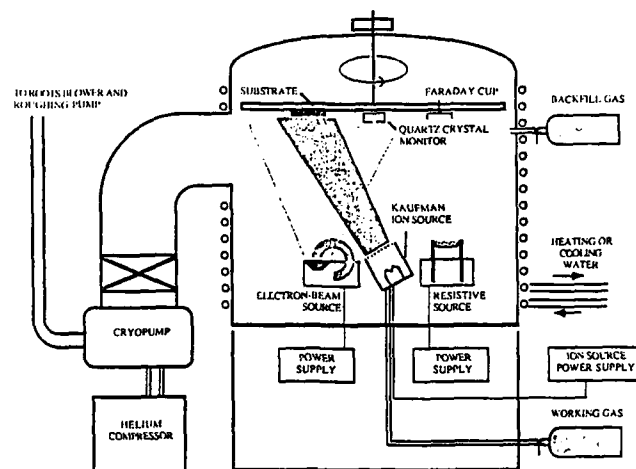 TO ROOTS BLOWER AND
ROUGHING PUMP
SUBSTRATE
FARADAY CUP
BACKFILL GAS
QUARTZ CRYSTAL
MONITOR
KAUFMAN
ION SOURCE
HEATING OR
COOLING
WATER
ELECTRON-BEAM
SOURCE
RESISTIVE
SOURCE
CRYOPUMP
POWER
SUPPLY
POWER
SUPPLY
ION SOURCE
POWER SUPPLY
HELIUM
COMPRESSOR
WORKING GAS